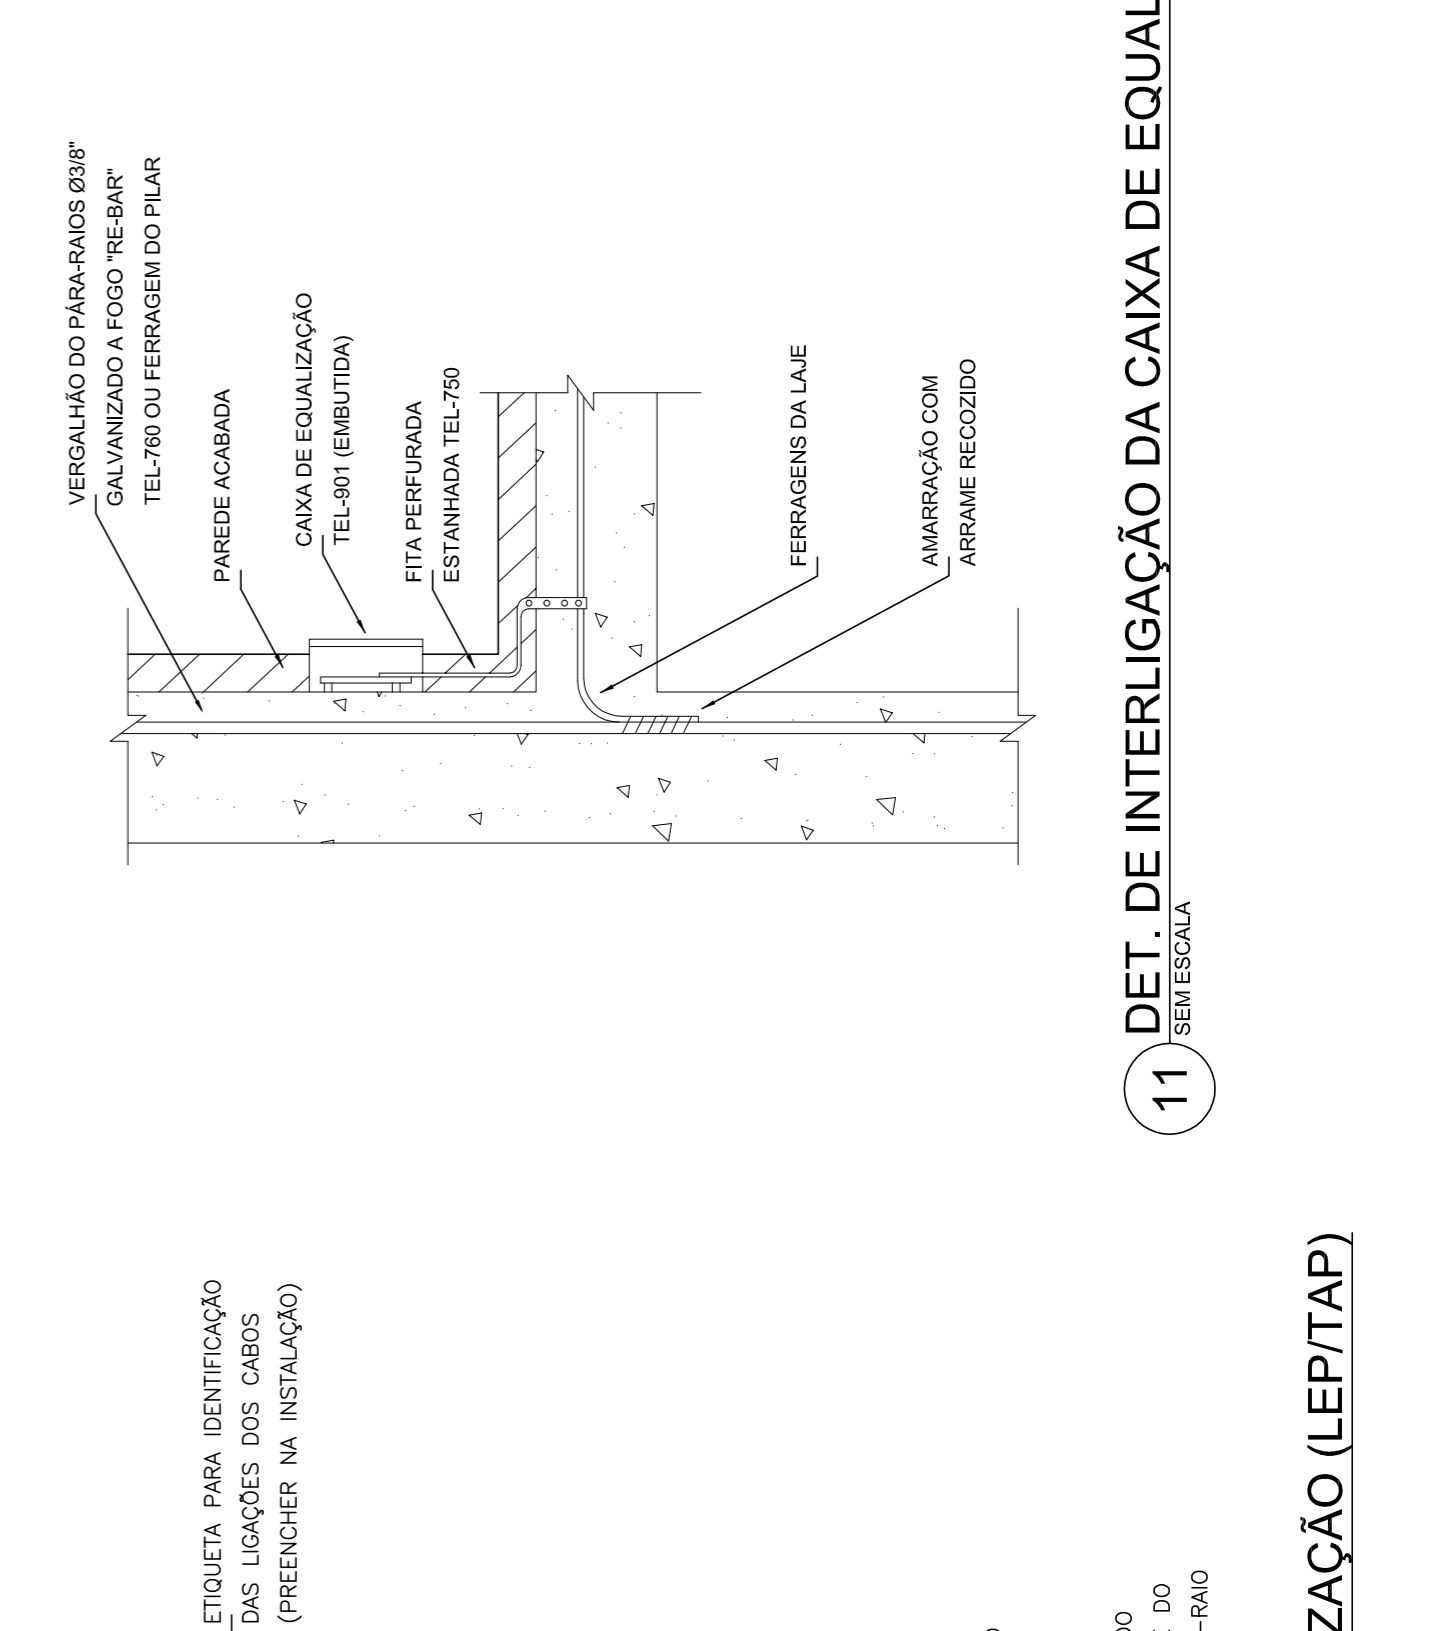 VERGALHÃO DO PÁRA-RAIOS Ø3/8"
GALVANIZADO A FOGO "RE-BAR"
TEL-760 OU FERRAGEM DO PILAR
PAREDE ACABADA
CAIXA DE EQUALIZAÇÃO
TEL-901 (EMBUTIDA)
FITA PERFURADA
ESTANHADA TEL-750
FERRAGENS DA LAJE
AMARRAÇÃO COM
ARRAME RECOZIDO
11
DET. DE INTERLIGAÇÃO DA CAIXA DE EQUAL
SEM ESCALA
ETIQUETA PARA IDENTIFICAÇÃO
DAS LIGAÇÕES DOS CABOS
(PREENCHER NA INSTALAÇÃO)
DO
-RAIO
ZAÇÃO (LEP/TAP)